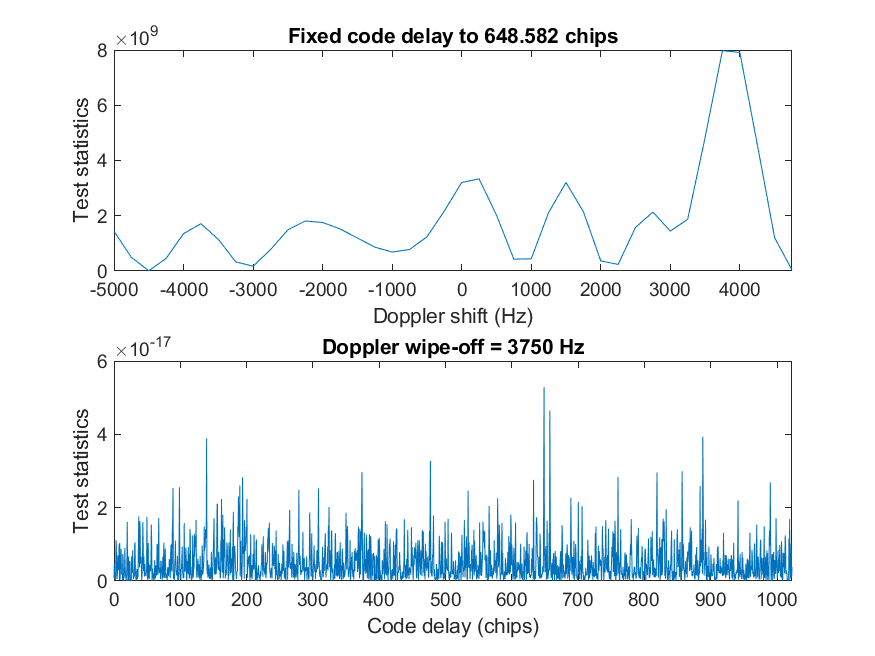 ×10^9
Fixed code delay to 648.582 chips
8
6
4
2
0
Test statistics
-5000 -4000 -3000 -2000 -1000 0 1000 2000 3000 4000
Doppler shift (Hz)
×10^-17
Doppler wipe-off = 3750 Hz
6
4
2
0
Test statistics
0 100 200 300 400 500 600 700 800 900 1000
Code delay (chips)